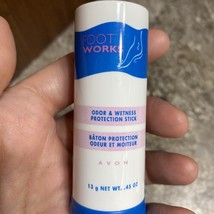 FOOT
WORKS
ODOR & WETNESS
PROTECTION STICK
BÂTON PROTECTION
ODEUR ET MOITEUR
AVON
13 g NET WT. .45 OZ